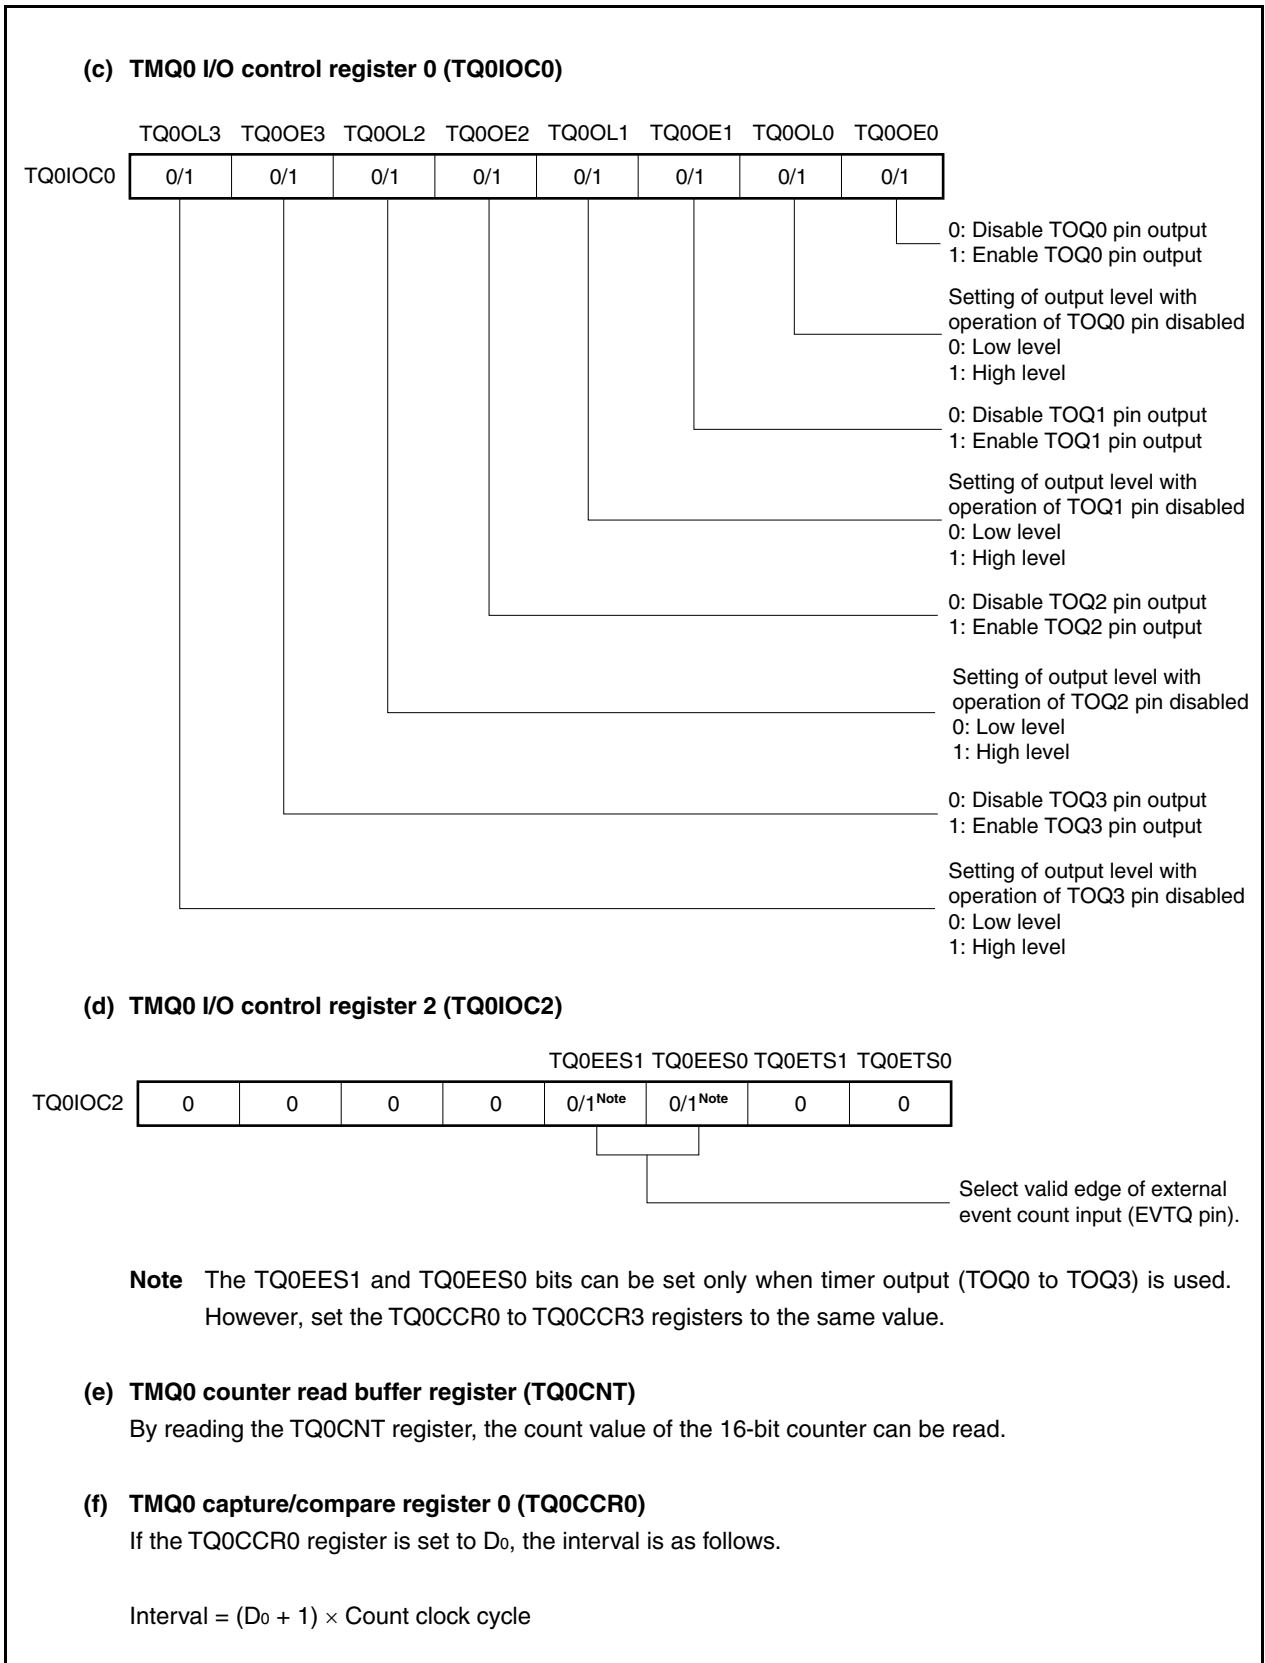 (c) TMQ0 I/O control register 0 (TQ0IOC0)
TQ0OL3 TQ0OE3 TQ0OL2 TQ0OE2 TQ0OL1 TQ0OE1 TQ0OL0 TQ0OE0
TQ0IOC0 0/1 0/1 0/1 0/1 0/1 0/1 0/1 0/1
0: Disable TOQ0 pin output
1: Enable TOQ0 pin output
Setting of output level with
operation of TOQ0 pin disabled
0: Low level
1: High level
0: Disable TOQ1 pin output
1: Enable TOQ1 pin output
Setting of output level with
operation of TOQ1 pin disabled
0: Low level
1: High level
0: Disable TOQ2 pin output
1: Enable TOQ2 pin output
Setting of output level with
operation of TOQ2 pin disabled
0: Low level
1: High level
0: Disable TOQ3 pin output
1: Enable TOQ3 pin output
Setting of output level with
operation of TOQ3 pin disabled
0: Low level
1: High level
(d) TMQ0 I/O control register 2 (TQ0IOC2)
TQ0EES1 TQ0EES0 TQ0ETS1 TQ0ETS0
TQ0IOC2 0 0 0 0 0/1Note 0/1Note 0 0
Select valid edge of external
event count input (EVTQ pin).
Note The TQ0EES1 and TQ0EES0 bits can be set only when timer output (TOQ0 to TOQ3) is used.
However, set the TQ0CCR0 to TQ0CCR3 registers to the same value.
(e) TMQ0 counter read buffer register (TQ0CNT)
By reading the TQ0CNT register, the count value of the 16-bit counter can be read.
(f) TMQ0 capture/compare register 0 (TQ0CCR0)
If the TQ0CCR0 register is set to D0, the interval is as follows.
Interval = (D0 + 1) × Count clock cycle